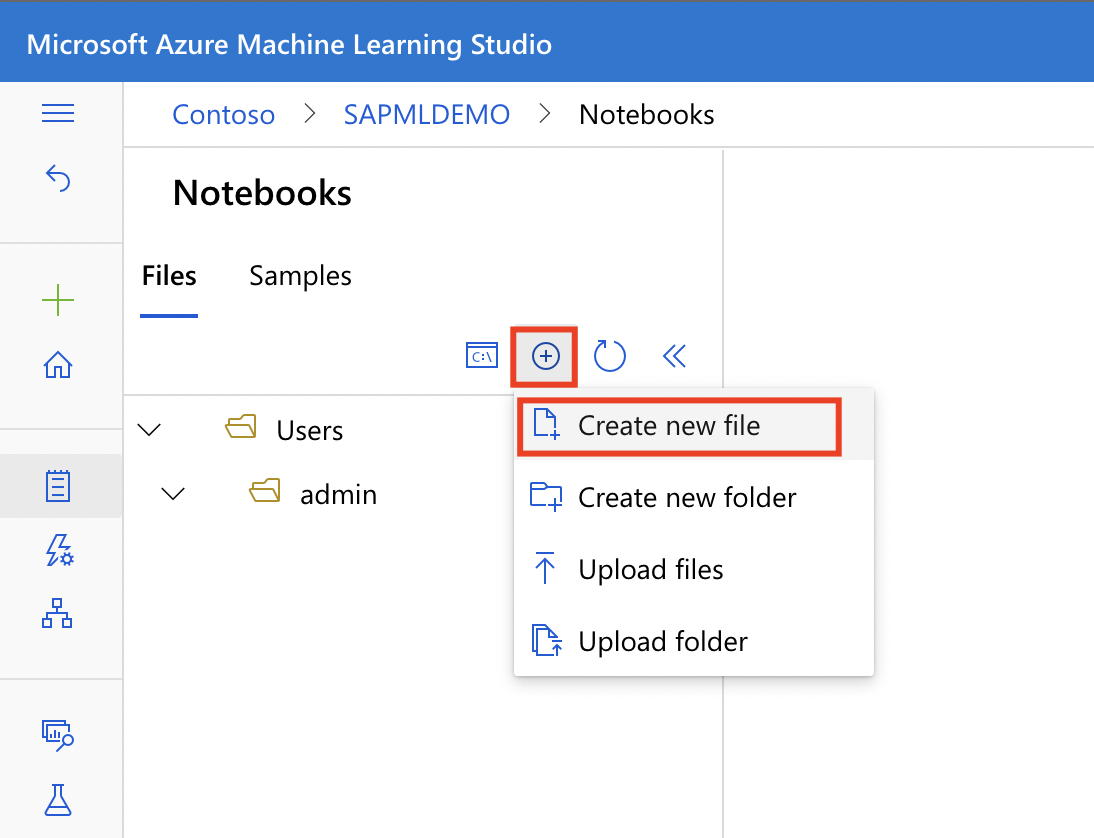 Microsoft Azure Machine Learning Studio
Contoso > SAPMLDEMO > Notebooks
Notebooks
Files Samples
C:\
Users
admin
Create new file
Create new folder
Upload files
Upload folder